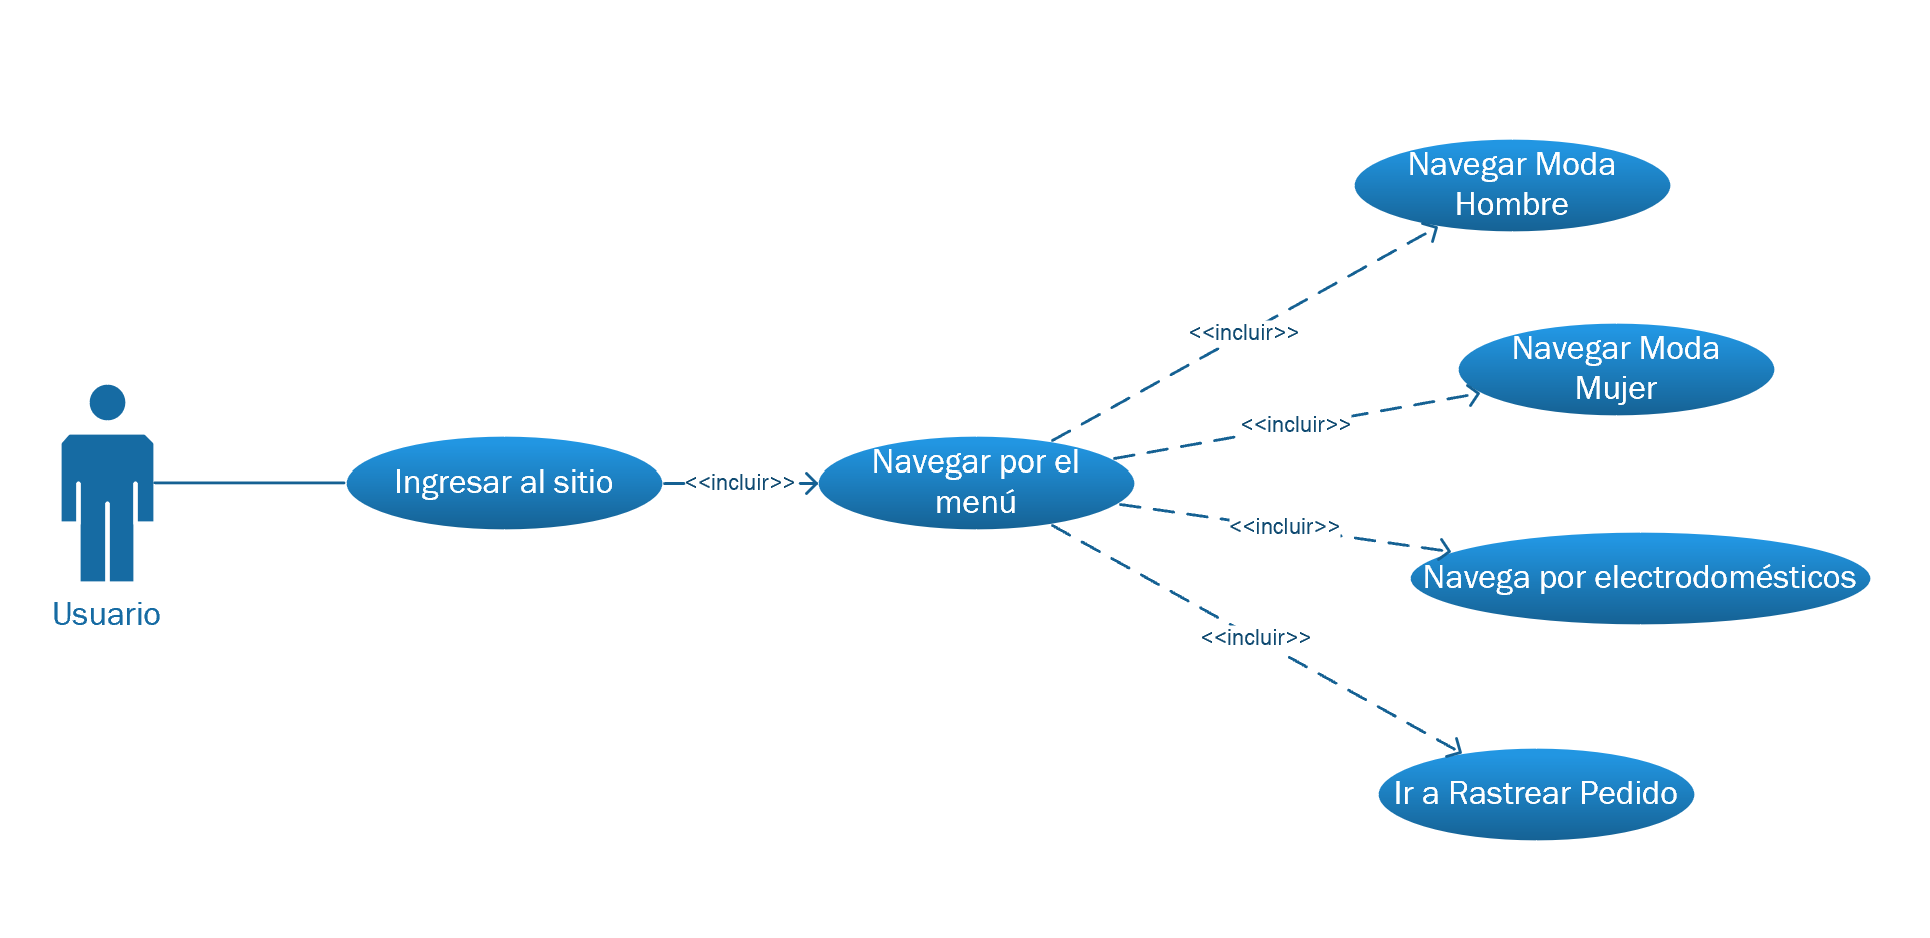 Navegar Moda
Hombre
<<incluir>>
Navegar Moda
Mujer
<<incluir>>
Usuario
Ingresar al sitio
<<incluir>>
Navegar por el
menú
<<incluir>>
Navega por electrodomésticos
<<incluir>>
Ir a Rastrear Pedido